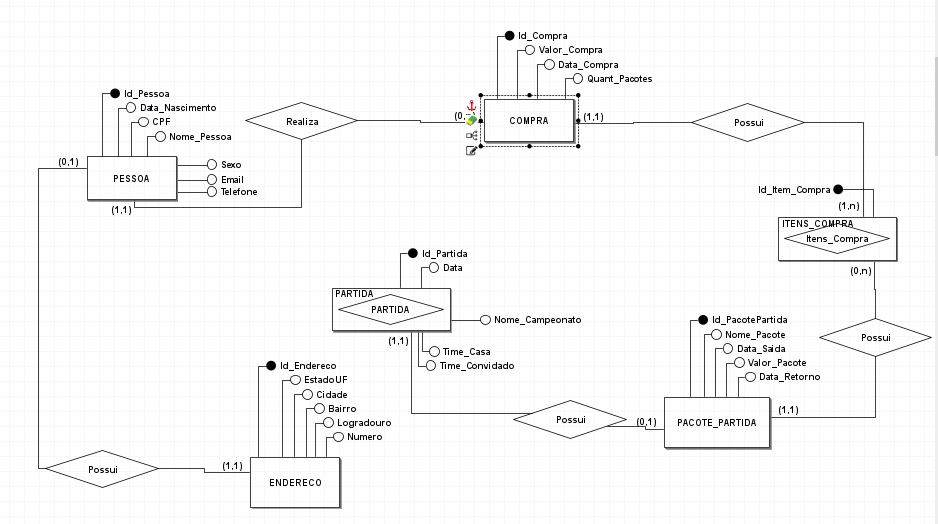 Id_Compra
Valor_Compra
Data_Compra
Quant_Pacotes
COMPRA
(0,
(1,1)
Possui
Realiza
Id_Pessoa
Data_Nascimento
CPF
Nome_Pessoa
(0,1)
PESSOA
Sexo
Email
Telefone
(1,1)
Id_Item_Compra
(1,n)
ITENS_COMPRA
Itens_Compra
(0,n)
Possui
Id_Partida
Data
PARTIDA
PARTIDA
Nome_Campeonato
(1,1)
Time_Casa
Time_Convidado
Id_PacotePartida
Nome_Pacote
Data_Saida
Valor_Pacote
Data_Retorno
(1,1)
PACOTE_PARTIDA
(0,1)
Possui
Id_Endereco
EstadoUF
Cidade
Bairro
Logradouro
Numero
(1,1)
ENDERECO
Possui